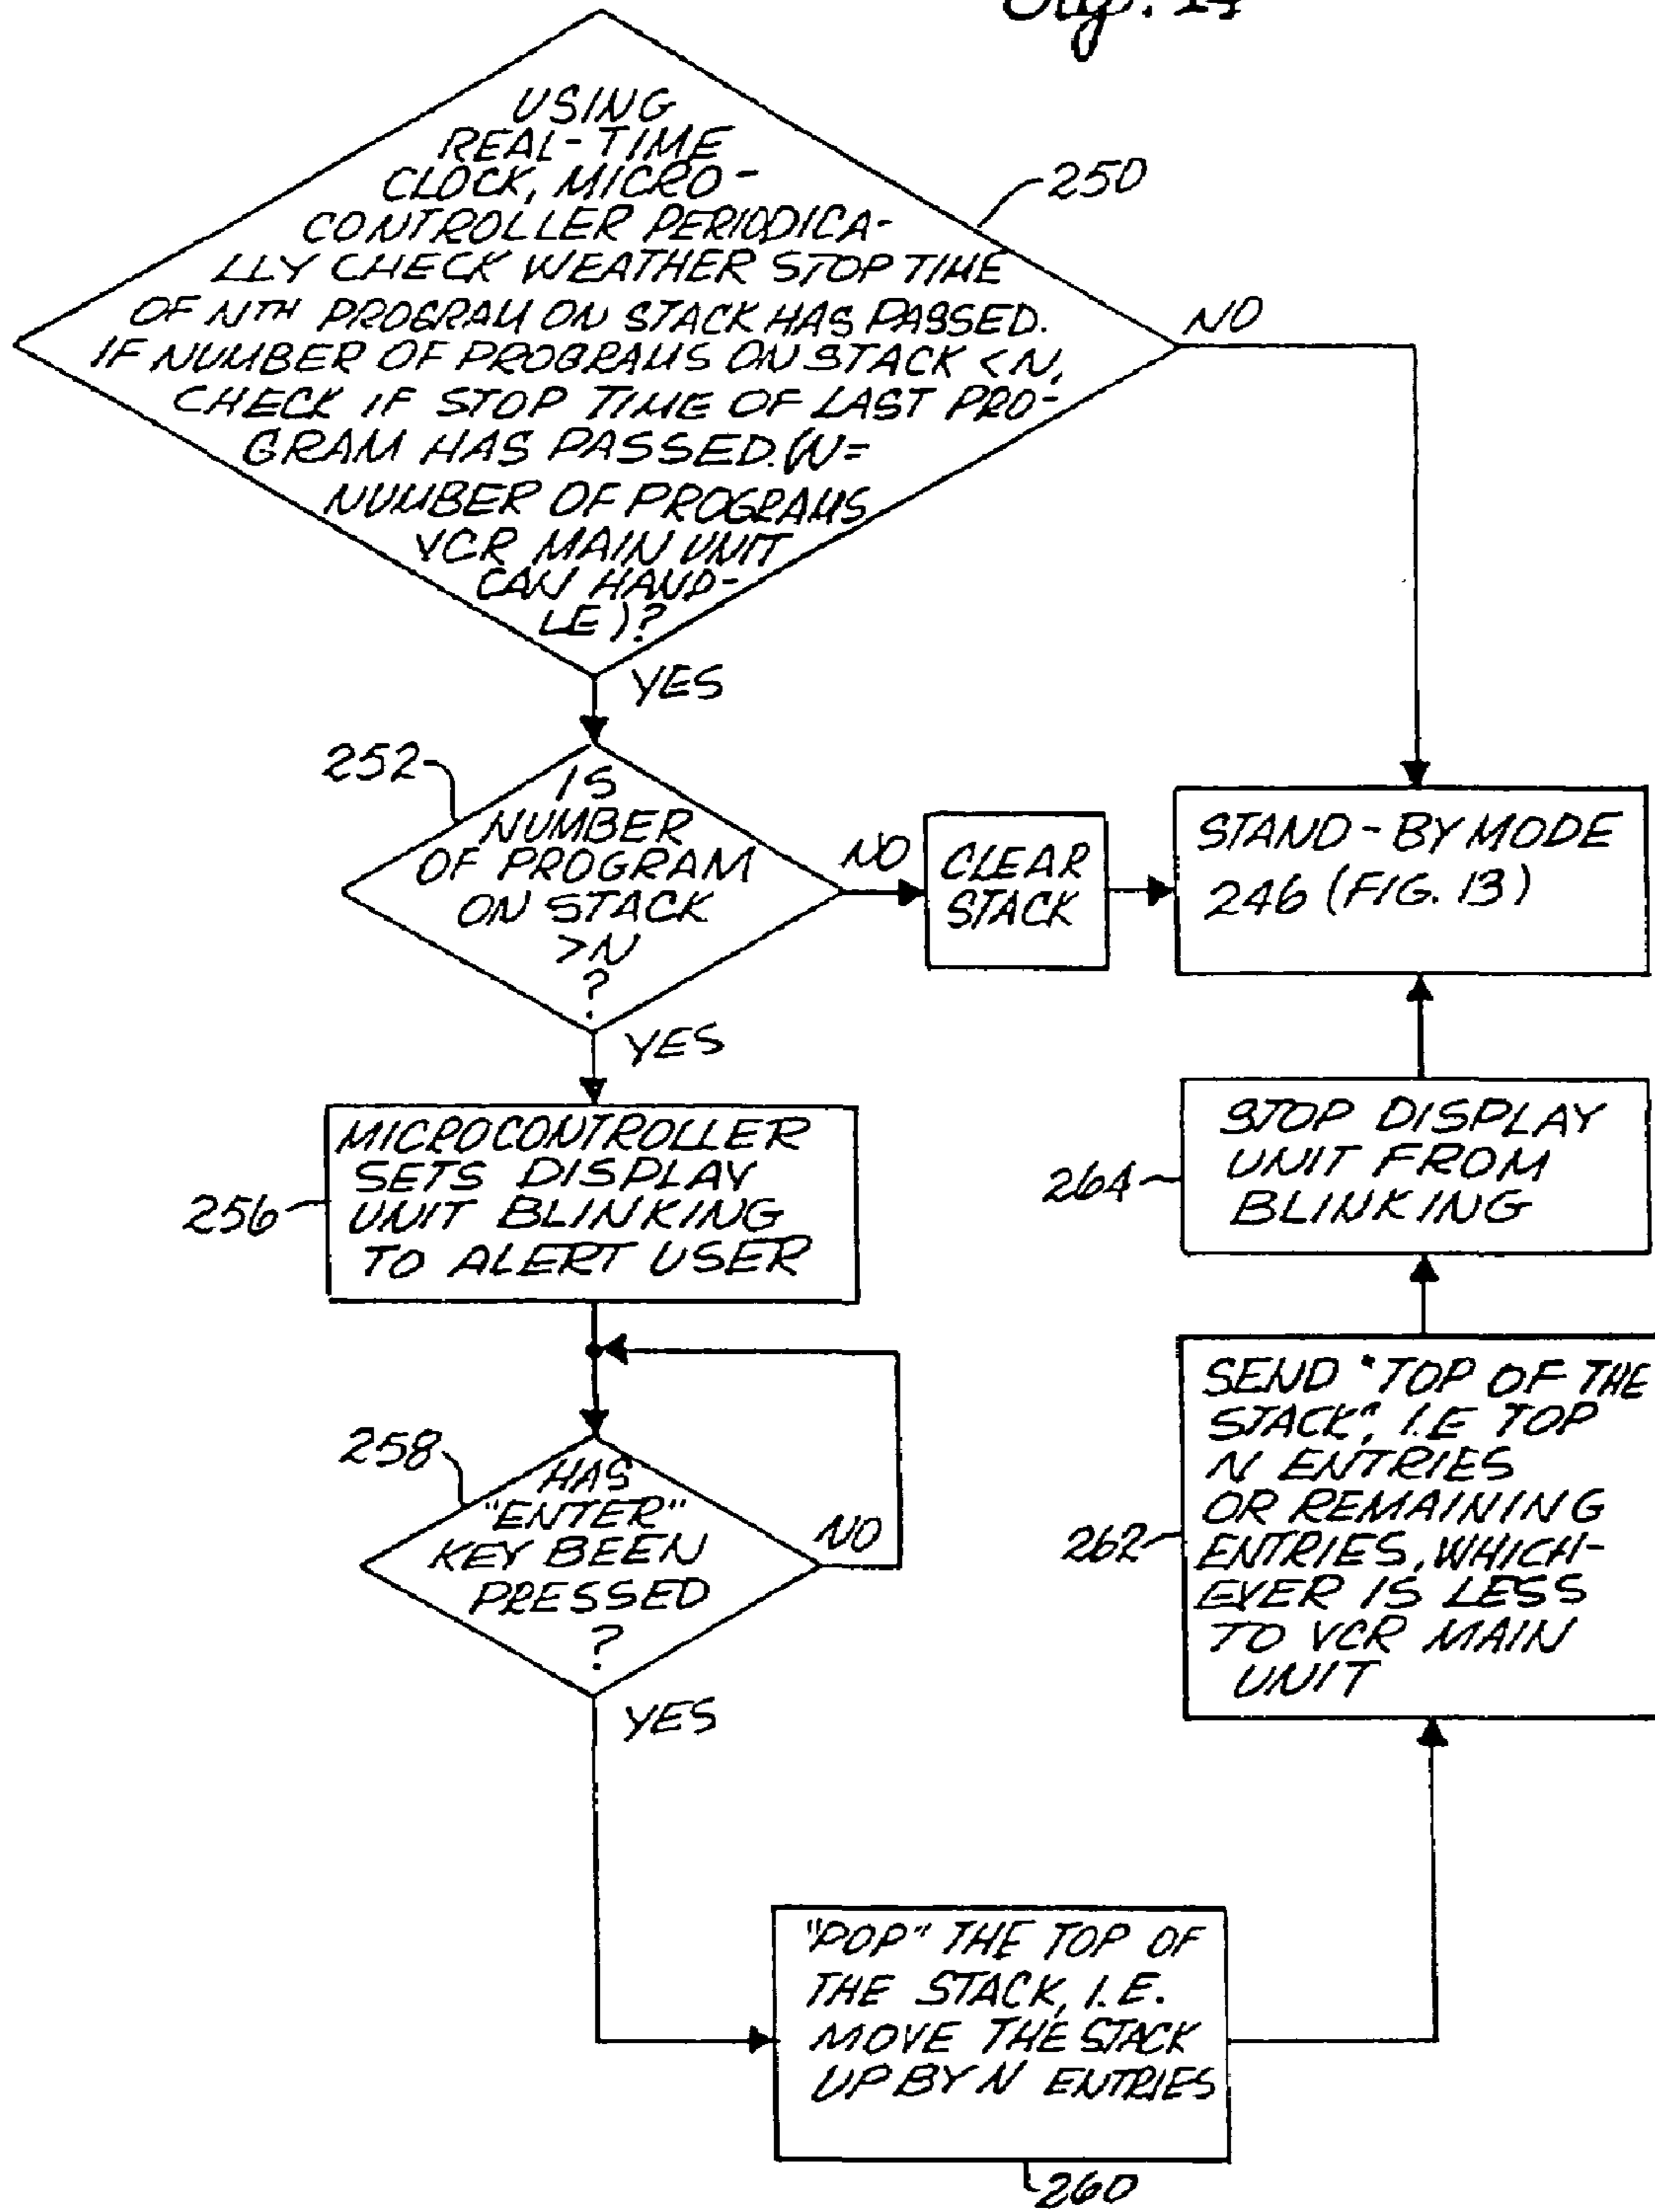 Fig. 14
USING
REAL-TIME
CLOCK, MICRO-
CONTROLLER PERIODICA-
LLY CHECK WEATHER STOP TIME
OF NTH PROGRAM ON STACK HAS PASSED.
IF NUMBER OF PROGRAMS ON STACK <N,
CHECK IF STOP TIME OF LAST PRO-
GRAM HAS PASSED. (N=
NUMBER OF PROGRAMS
VCR MAIN UNIT
CAN HAND-
LE)?
250
NO
YES
252
IS
NUMBER
OF PROGRAM
ON STACK
>N
?
NO
CLEAR
STACK
STAND-BY MODE
246 (FIG. 13)
YES
256
MICROCONTROLLER
SETS DISPLAY
UNIT BLINKING
TO ALERT USER
264
STOP DISPLAY
UNIT FROM
BLINKING
258
HAS
"ENTER"
KEY BEEN
PRESSED
?
NO
YES
262
SEND "TOP OF THE
STACK", I.E TOP
N ENTRIES
OR REMAINING
ENTRIES, WHICH-
EVER IS LESS
TO VCR MAIN
UNIT
"POP" THE TOP OF
THE STACK, I.E.
MOVE THE STACK
UP BY N ENTRIES
260